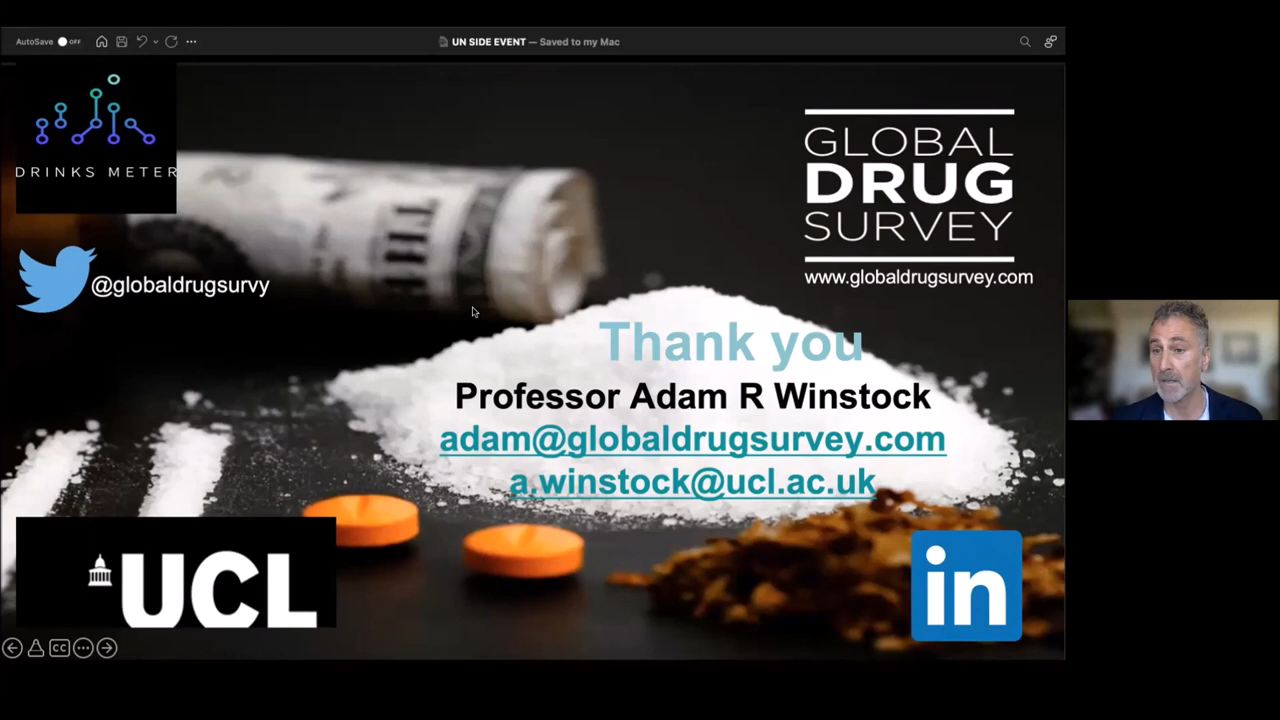 AutoSave OFF
UN SIDE EVENT — Saved to my Mac
DRINKS METER
GLOBAL
DRUG
SURVEY
www.globaldrugsurvy.com
@globaldrugsurvy
Thank you
Professor Adam R Winstock
adam@globaldrugsurvey.com
a.winstock@ucl.ac.uk
UCL
in
CC